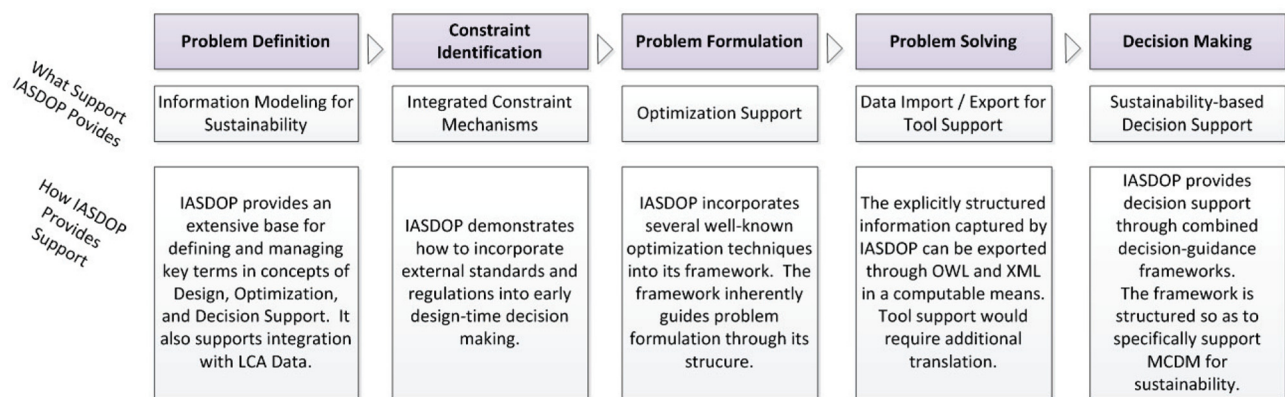 Problem Definition
Constraint
Identification
Problem Formulation
Problem Solving
Decision Making
What Support
IASDOP Povides
Information Modeling for
Sustainability
Integrated Constraint
Mechanisms
Optimization Support
Data Import / Export for
Tool Support
Sustainability-based
Decision Support
How IASDOP
Provides
Support
IASDOP provides an
extensive base for
defining and managing
key terms in concepts of
Design, Optimization,
and Decision Support. It
also supports integration
with LCA Data.
IASDOP demonstrates
how to incorporate
external standards and
regulations into early
design-time decision
making.
IASDOP incorporates
several well-known
optimization techniques
into its framework. The
framework inherently
guides problem
formulation through its
strucure.
The explicitly structured
information captured by
IASDOP can be exported
through OWL and XML
in a computable means.
Tool support would
require additional
translation.
IASDOP provides
decision support
through combined
decision-guidance
frameworks.
The framework is
structured so as to
specifically support
MCDM for
sustainability.